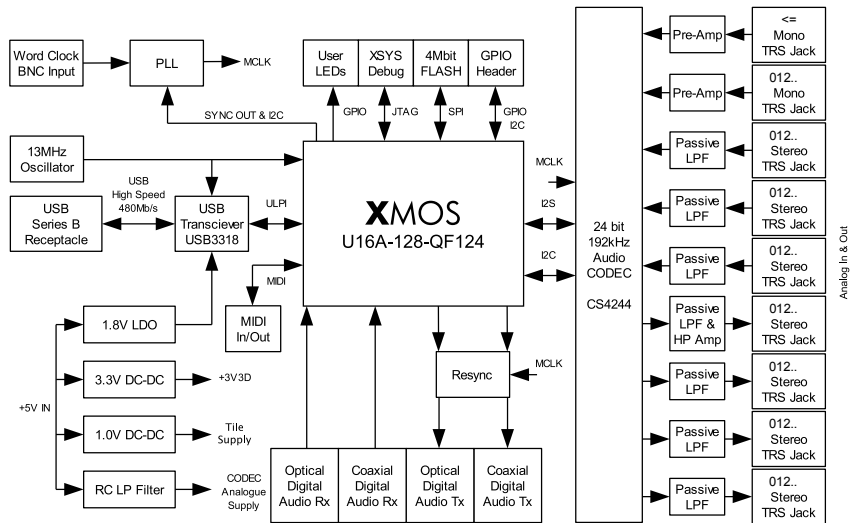 Word Clock
BNC Input
PLL
MCLK
SYNC OUT & I2C
User
LEDs
XSYS
Debug
4Mbit
FLASH
GPIO
Header
GPIO
JTAG
SPI
GPIO
I2C
13MHz
Oscillator
USB
High Speed
480Mb/s
USB
Series B
Receptacle
USB
Transciever
USB3318
ULPI
XMOS
U16A-128-QF124
MIDI
MIDI
In/Out
MCLK
I2S
I2C
24 bit
192kHz
Audio
CODEC
CS4244
+5V IN
1.8V LDO
3.3V DC-DC
+3V3D
1.0V DC-DC
Tile
Supply
RC LP Filter
CODEC
Analogue
Supply
Resync
MCLK
Optical
Digital
Audio Rx
Coaxial
Digital
Audio Rx
Optical
Digital
Audio Tx
Coaxial
Digital
Audio Tx
Pre-Amp
<=
Mono
TRS Jack
Pre-Amp
012..
Mono
TRS Jack
Passive
LPF
012..
Stereo
TRS Jack
Passive
LPF
012..
Stereo
TRS Jack
Passive
LPF
012..
Stereo
TRS Jack
Passive
LPF &
HP Amp
012..
Stereo
TRS Jack
Passive
LPF
012..
Stereo
TRS Jack
Passive
LPF
012..
Stereo
TRS Jack
Passive
LPF
012..
Stereo
TRS Jack
Analog In & Out